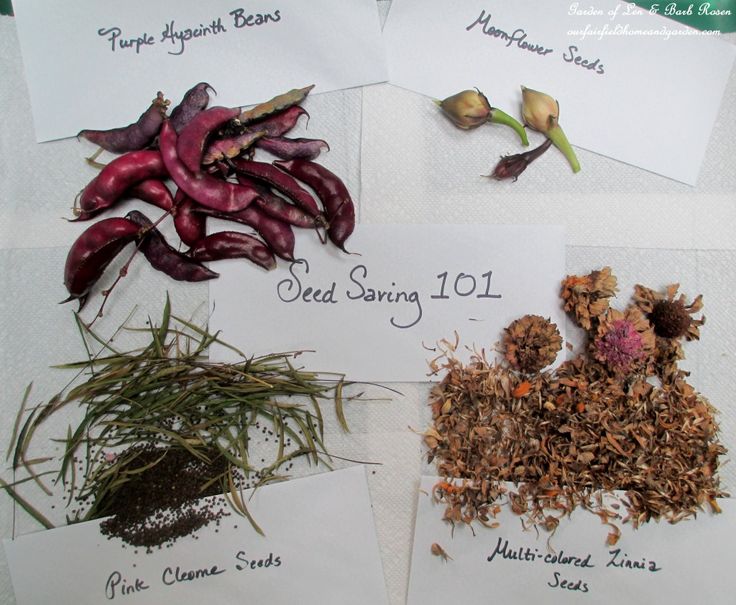 Garden of Len & Barb Rosen
ourfairfieldhomeandgarden.com
Purple Hyacinth Beans
Moonflower Seeds
Seed Saving 101
Pink Cleome Seeds
Multi-colored Zinnia
Seeds